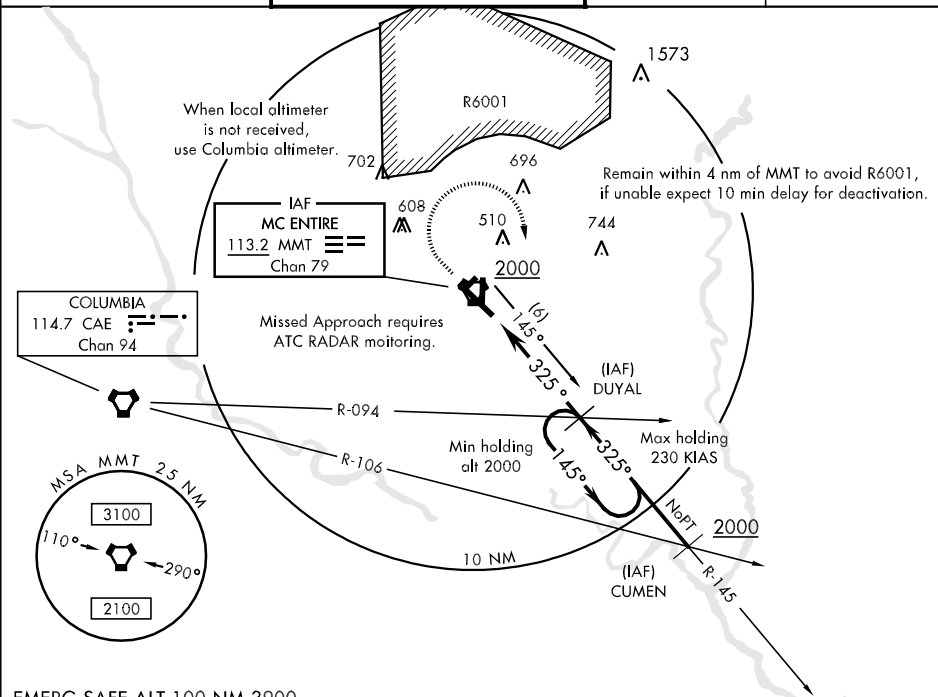 1573
R6001
When local altimeter
is not received,
use Columbia altimeter.
702
696
Remain within 4 nm of MMT to avoid R6001,
if unable expect 10 min delay for deactivation.
IAF
MC ENTIRE
113.2 MMT
Chan 79
608
510
744
2000
COLUMBIA
114.7 CAE
Chan 94
Missed Approach requires
ATC RADAR moitoring.
(6)
145°
325°
(IAF)
DUYAL
R-094
Min holding
alt 2000
Max holding
230 KIAS
R-106
325°
145°
MSA MMT 25 NM
3100
110°
290°
2100
NoPT
2000
10 NM
(IAF)
CUMEN
R-145
EMERG SAFE ALT 100 NM 3900